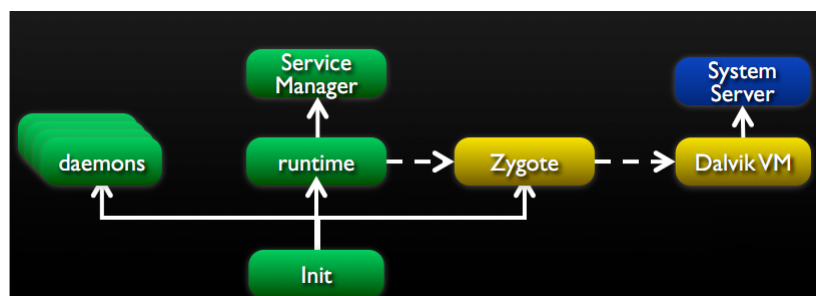 Service
Manager
System
Server
daemons
runtime
Zygote
Dalvik VM
Init